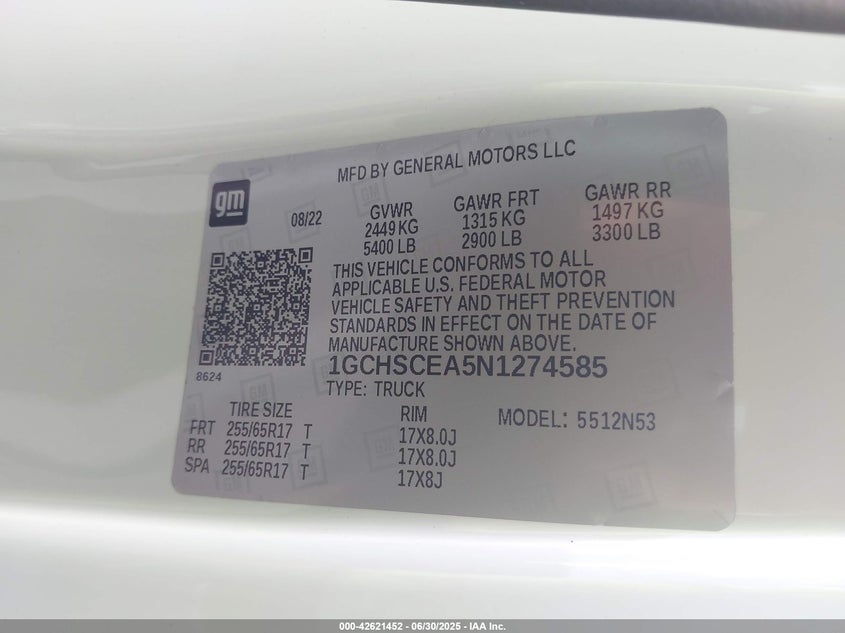 MFD BY GENERAL MOTORS LLC
gm
08/22
GVWR GAWR FRT GAWR RR
2449 KG 1315 KG 1497 KG
5400 LB 2900 LB 3300 LB
THIS VEHICLE CONFORMS TO ALL
APPLICABLE U.S. FEDERAL MOTOR
VEHICLE SAFETY AND THEFT PREVENTION
STANDARDS IN EFFECT ON THE DATE OF
MANUFACTURE SHOWN ABOVE.
1GCHSCEA5N1274585
8624
TYPE: TRUCK
TIRE SIZE RIM MODEL: 5512N53
FRT 255/65R17 T 17X8.0J
RR 255/65R17 T 17X8.0J
SPA 255/65R17 T 17X8J
000-42621452 - 06/30/2025 - IAA Inc.